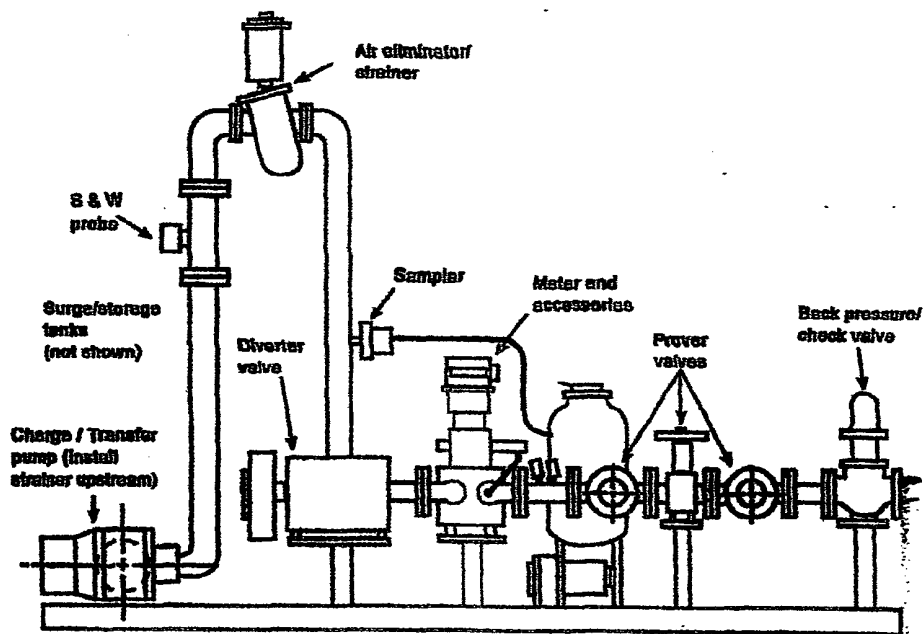 Air eliminator/
strainer
S & W
probe
Sampler
Meter and
accessories
Surge/storage
tanks
(not shown)
Diverter
valve
Prover
valves
Back pressure/
check valve
Charge / Transfer
pump (install
strainer upstream)